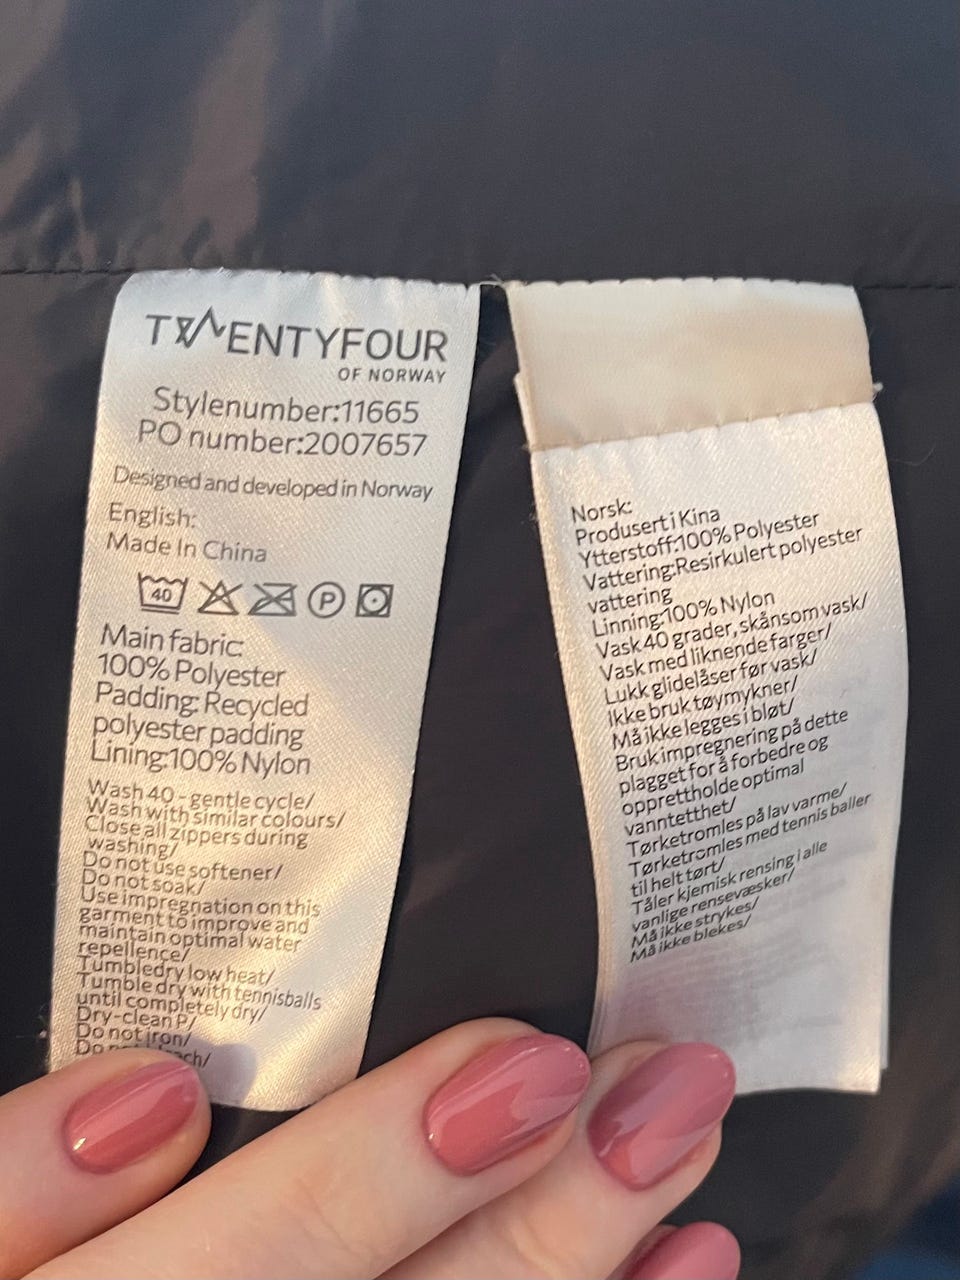 TWENTYFOUR
OF NORWAY
Stylenumber:11665
PO number:2007657
Designed and developed in Norway
English:
Made In China
40 P
Main fabric:
100% Polyester
Padding: Recycled
polyester padding
Lining:100% Nylon
Wash 40 - gentle cycle/
Wash with similar colours/
Close all zippers during
washing/
Do not use softener/
Do not soak/
Use impregnation on this
garment to improve and
maintain optimal water
repellence/
Tumbledry low heat/
Tumble dry with tennisballs
until completely dry/
Dry-clean P/
Do not iron/
Do
Norsk:
Produsert i Kina
Ytterstoff:100% Polyester
Vattering:Resirkulert polyester
vattering
Linning:100% Nylon
Vask 40 grader, skånsom vask/
Vask med liknende farger/
Lukk glidelåser før vask/
Ikke bruk tøymykner/
Må ikke legges i bløt/
Bruk impregnering på dette
plagget for å forbedre og
opprettholde optimal
vanntetthet/
Tørketromles på lav varme/
Tørketromles med tennis baller
til helt tørt/
Tåler kjemisk rensing i alle
vanlige rensevæsker/
Må ikke strykes/
Må ikke blekes/